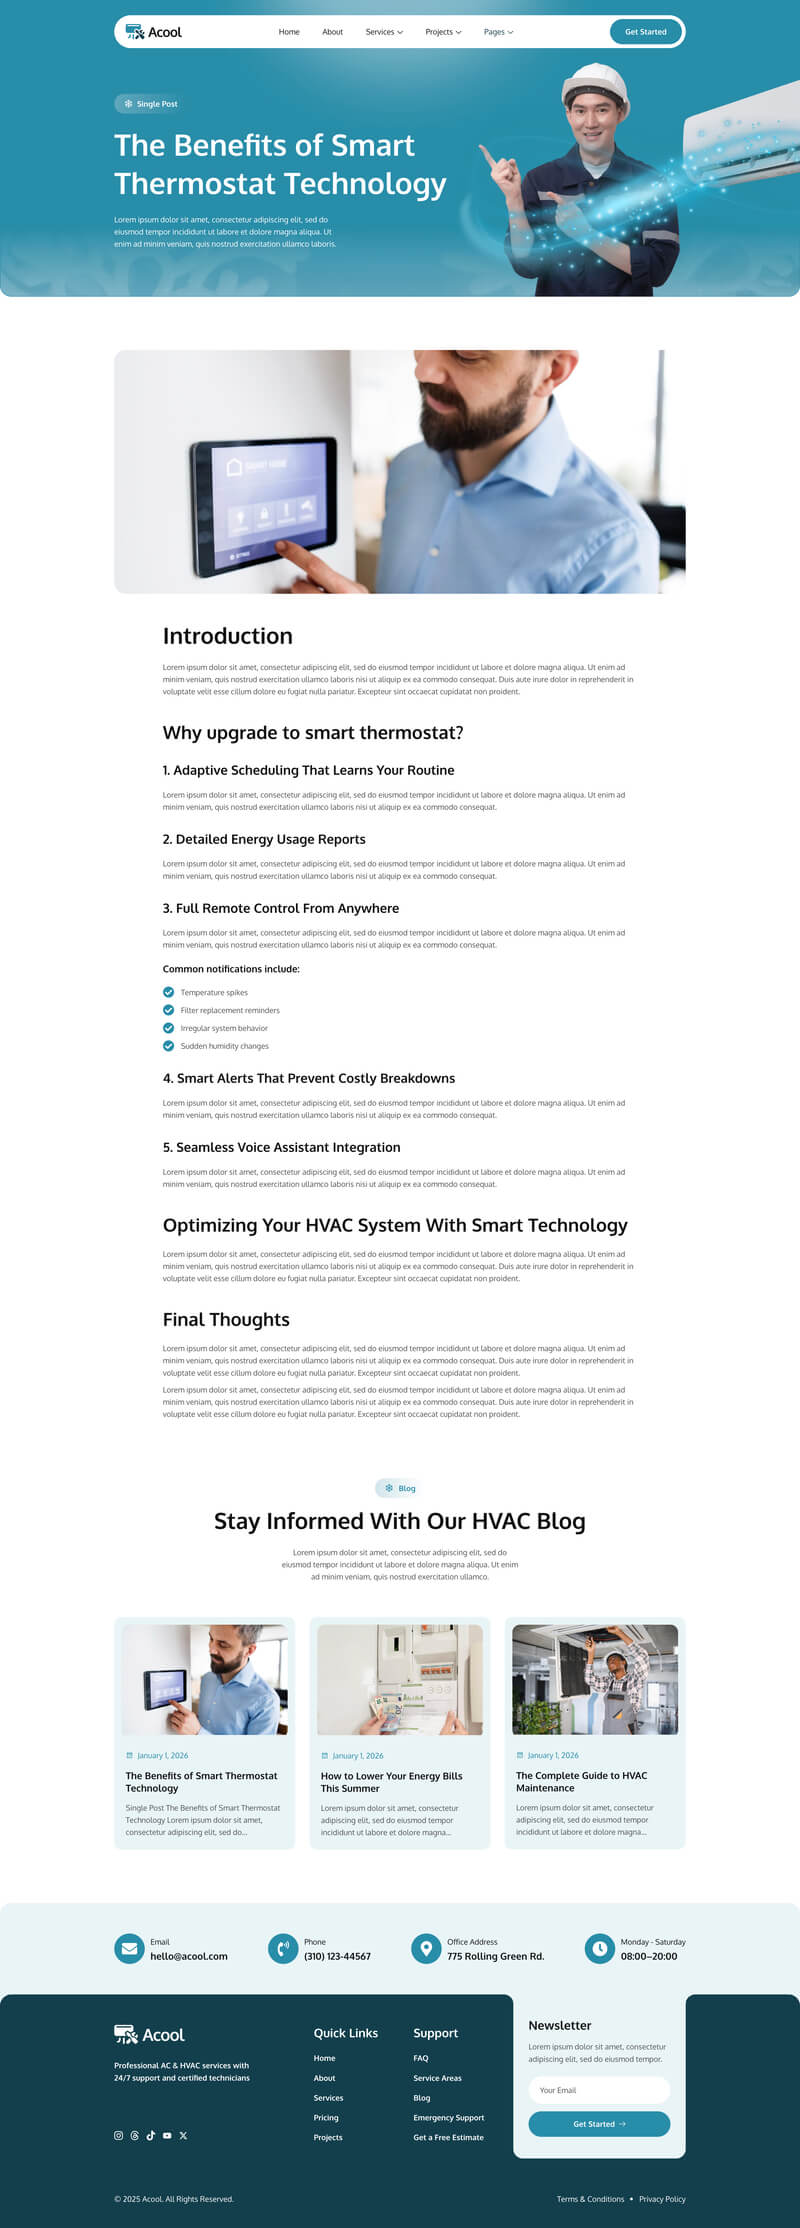 Acool
Home
About
Services
Projects
Pages
Get Started
Single Post
The Benefits of Smart
Thermostat Technology
Lorem ipsum dolor sit amet, consectetur adipiscing elit, sed do
eiusmod tempor incididunt ut labore et dolore magna aliqua. Ut
enim ad minim veniam, quis nostrud exercitation ullamco laboris.
SMART HOME
Introduction
Lorem ipsum dolor sit amet, consectetur adipiscing elit, sed do eiusmod tempor incididunt ut labore et dolore magna aliqua. Ut enim ad
minim veniam, quis nostrud exercitation ullamco laboris nisi ut aliquip ex ea commodo consequat. Duis aute irure dolor in reprehenderit in
voluptate velit esse cillum dolore eu fugiat nulla pariatur. Excepteur sint occaecat cupidatat non proident.
Why upgrade to smart thermostat?
1. Adaptive Scheduling That Learns Your Routine
Lorem ipsum dolor sit amet, consectetur adipiscing elit, sed do eiusmod tempor incididunt ut labore et dolore magna aliqua. Ut enim ad
minim veniam, quis nostrud exercitation ullamco laboris nisi ut aliquip ex ea commodo consequat.
2. Detailed Energy Usage Reports
Lorem ipsum dolor sit amet, consectetur adipiscing elit, sed do eiusmod tempor incididunt ut labore et dolore magna aliqua. Ut enim ad
minim veniam, quis nostrud exercitation ullamco laboris nisi ut aliquip ex ea commodo consequat.
3. Full Remote Control From Anywhere
Lorem ipsum dolor sit amet, consectetur adipiscing elit, sed do eiusmod tempor incididunt ut labore et dolore magna aliqua. Ut enim ad
minim veniam, quis nostrud exercitation ullamco laboris nisi ut aliquip ex ea commodo consequat.
Common notifications include:
Temperature spikes
Filter replacement reminders
Irregular system behavior
Sudden humidity changes
4. Smart Alerts That Prevent Costly Breakdowns
Lorem ipsum dolor sit amet, consectetur adipiscing elit, sed do eiusmod tempor incididunt ut labore et dolore magna aliqua. Ut enim ad
minim veniam, quis nostrud exercitation ullamco laboris nisi ut aliquip ex ea commodo consequat.
5. Seamless Voice Assistant Integration
Lorem ipsum dolor sit amet, consectetur adipiscing elit, sed do eiusmod tempor incididunt ut labore et dolore magna aliqua. Ut enim ad
minim veniam, quis nostrud exercitation ullamco laboris nisi ut aliquip ex ea commodo consequat.
Optimizing Your HVAC System With Smart Technology
Lorem ipsum dolor sit amet, consectetur adipiscing elit, sed do eiusmod tempor incididunt ut labore et dolore magna aliqua. Ut enim ad
minim veniam, quis nostrud exercitation ullamco laboris nisi ut aliquip ex ea commodo consequat. Duis aute irure dolor in reprehenderit in
voluptate velit esse cillum dolore eu fugiat nulla pariatur. Excepteur sint occaecat cupidatat non proident.
Final Thoughts
Lorem ipsum dolor sit amet, consectetur adipiscing elit, sed do eiusmod tempor incididunt ut labore et dolore magna aliqua. Ut enim ad
minim veniam, quis nostrud exercitation ullamco laboris nisi ut aliquip ex ea commodo consequat. Duis aute irure dolor in reprehenderit in
voluptate velit esse cillum dolore eu fugiat nulla pariatur. Excepteur sint occaecat cupidatat non proident.
Lorem ipsum dolor sit amet, consectetur adipiscing elit, sed do eiusmod tempor incididunt ut labore et dolore magna aliqua. Ut enim ad
minim veniam, quis nostrud exercitation ullamco laboris nisi ut aliquip ex ea commodo consequat. Duis aute irure dolor in reprehenderit in
voluptate velit esse cillum dolore eu fugiat nulla pariatur. Excepteur sint occaecat cupidatat non proident.
Blog
Stay Informed With Our HVAC Blog
Lorem ipsum dolor sit amet, consectetur adipiscing elit, sed do
eiusmod tempor incididunt ut labore et dolore magna aliqua. Ut enim
ad minim veniam, quis nostrud exercitation ullamco.
January 1, 2026
The Benefits of Smart Thermostat
Technology
Single Post The Benefits of Smart Thermostat
Technology Lorem ipsum dolor sit amet,
consectetur adipiscing elit, sed do...
January 1, 2026
How to Lower Your Energy Bills
This Summer
Lorem ipsum dolor sit amet, consectetur
adipiscing elit, sed do eiusmod tempor
incididunt ut labore et dolore magna...
January 1, 2026
The Complete Guide to HVAC
Maintenance
Lorem ipsum dolor sit amet, consectetur
adipiscing elit, sed do eiusmod tempor
incididunt ut labore et dolore magna...
Email
hello@acool.com
Phone
(310) 123-44567
Office Address
775 Rolling Green Rd.
Monday - Saturday
08:00–20:00
Acool
Professional AC & HVAC services with
24/7 support and certified technicians
Quick Links
Home
About
Services
Pricing
Projects
Support
FAQ
Service Areas
Blog
Emergency Support
Get a Free Estimate
Newsletter
Lorem ipsum dolor sit amet, consectetur
adipiscing elit, sed do eiusmod tempor.
Your Email
Get Started
© 2025 Acool. All Rights Reserved.
Terms & Conditions • Privacy Policy